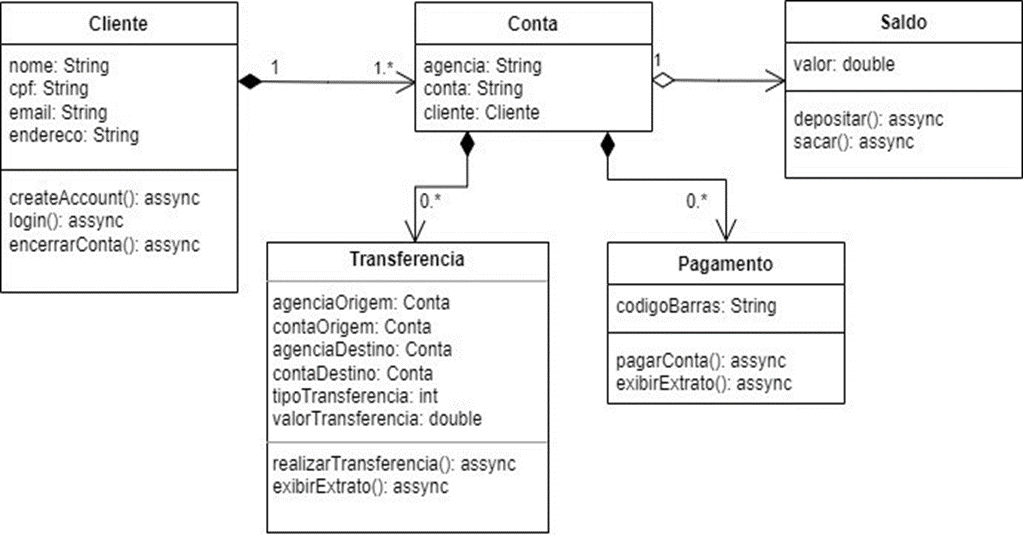 Cliente
nome: String
cpf: String
email: String
endereco: String
createAccount(): assync
login(): assync
encerrarConta(): assync
1
1.*
Conta
agencia: String
conta: String
cliente: Cliente
1
Saldo
valor: double
depositar(): assync
sacar(): assync
0.*
0.*
Transferencia
agenciaOrigem: Conta
contaOrigem: Conta
agenciaDestino: Conta
contaDestino: Conta
tipoTransferencia: int
valorTransferencia: double
realizarTransferencia(): assync
exibirExtrato(): assync
Pagamento
codigoBarras: String
pagarConta(): assync
exibirExtrato(): assync